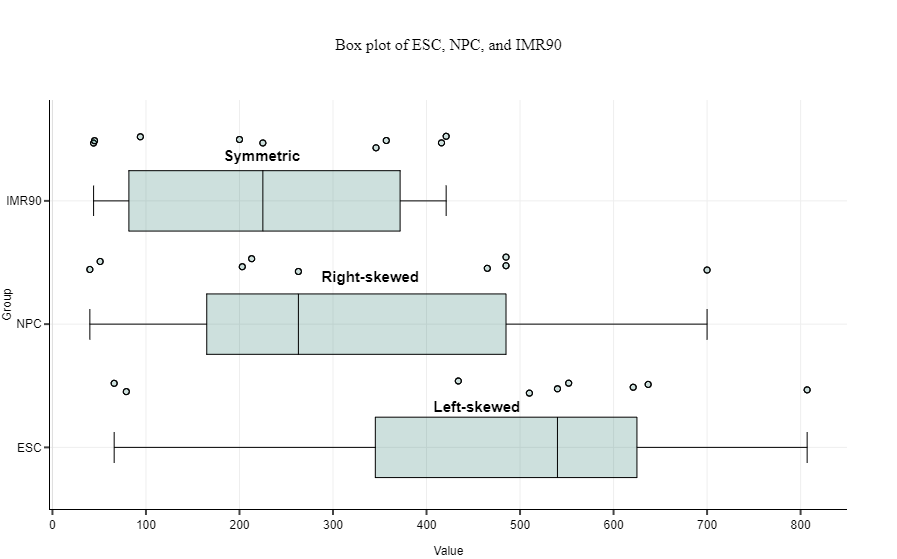 Box plot of ESC, NPC, and IMR90
Symmetric
IMR90
Right-skewed
Group
NPC
Left-skewed
ESC
0 100 200 300 400 500 600 700 800
Value